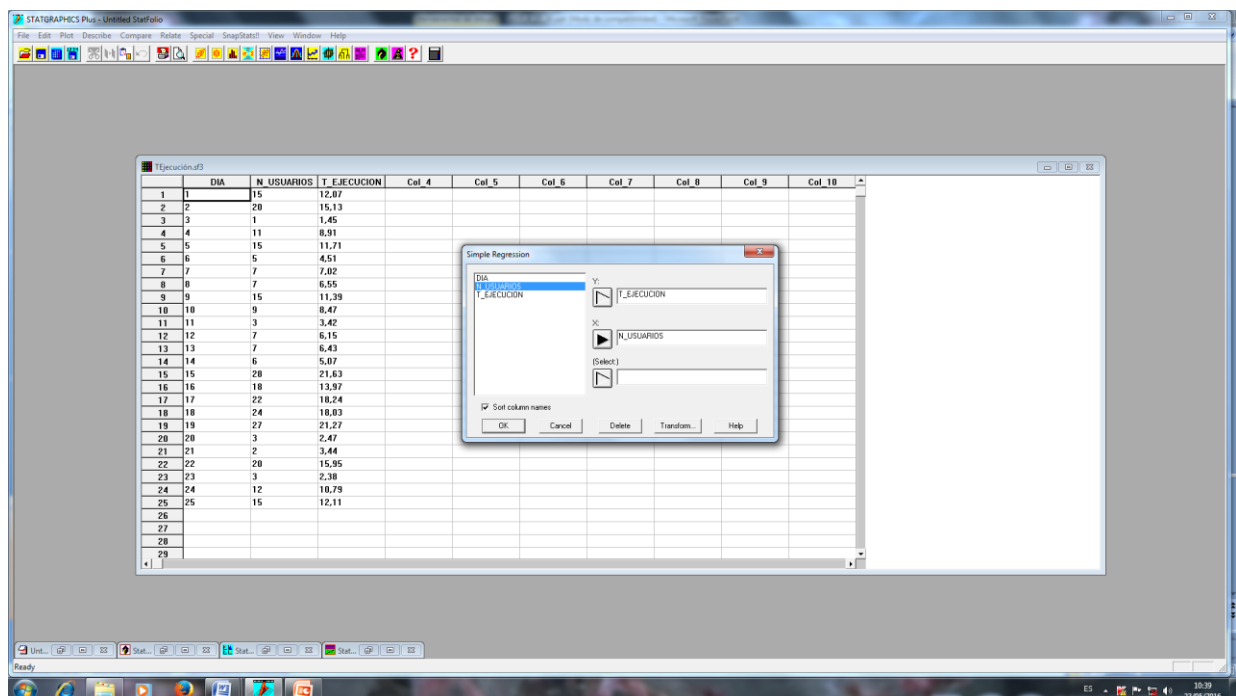 STATGRAPHICS Plus - Untitled StatFolio
File Edit Plot Describe Compare Relate Special SnapStats!! View Window Help
TEjecución.sf3
DIA N_USUARIOS T_EJECUCION Col_4 Col_5 Col_6 Col_7 Col_8 Col_9 Col_10
1 1 15 12,07
2 2 20 15,13
3 3 1 1,45
4 4 11 8,91
5 5 15 11,71
6 6 5 4,51
7 7 7 7,02
8 8 7 6,55
9 9 15 11,39
10 10 9 8,47
11 11 3 3,42
12 12 7 6,15
13 13 7 6,43
14 14 6 5,07
15 15 28 21,63
16 16 18 13,97
17 17 22 18,24
18 18 24 18,03
19 19 27 21,27
20 20 3 2,47
21 21 2 3,44
22 22 20 15,95
23 23 3 2,38
24 24 12 10,79
25 25 15 12,11
26
27
28
29
Simple Regression
DIA
N_USUARIOS
T_EJECUCION
Y:
T_EJECUCION
X:
N_USUARIOS
(Select:)
Sort column names
OK Cancel Delete Transform... Help
Unt... Stat... Stat... Stat...
Ready
ES 10:39